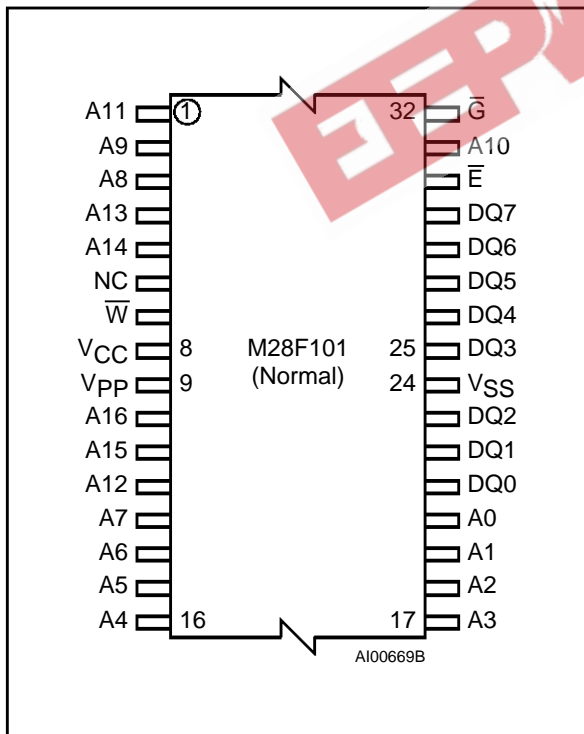 A11 1 32 G̅
A9 A10
A8 E̅
A13 DQ7
A14 DQ6
NC DQ5
W̅ DQ4
VCC 8 M28F101 25 DQ3
VPP 9 (Normal) 24 VSS
A16 DQ2
A15 DQ1
A12 DQ0
A7 A0
A6 A1
A5 A2
A4 16 17 A3
AI00669B